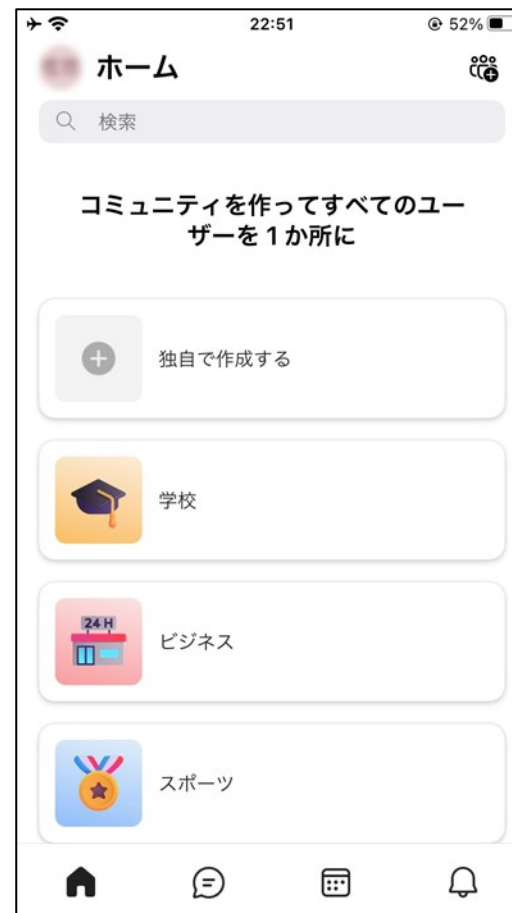 22:51
52%
ホーム
検索
コミュニティを作ってすべてのユー
ザーを1か所に
独自で作成する
学校
24 H
ビジネス
スポーツ